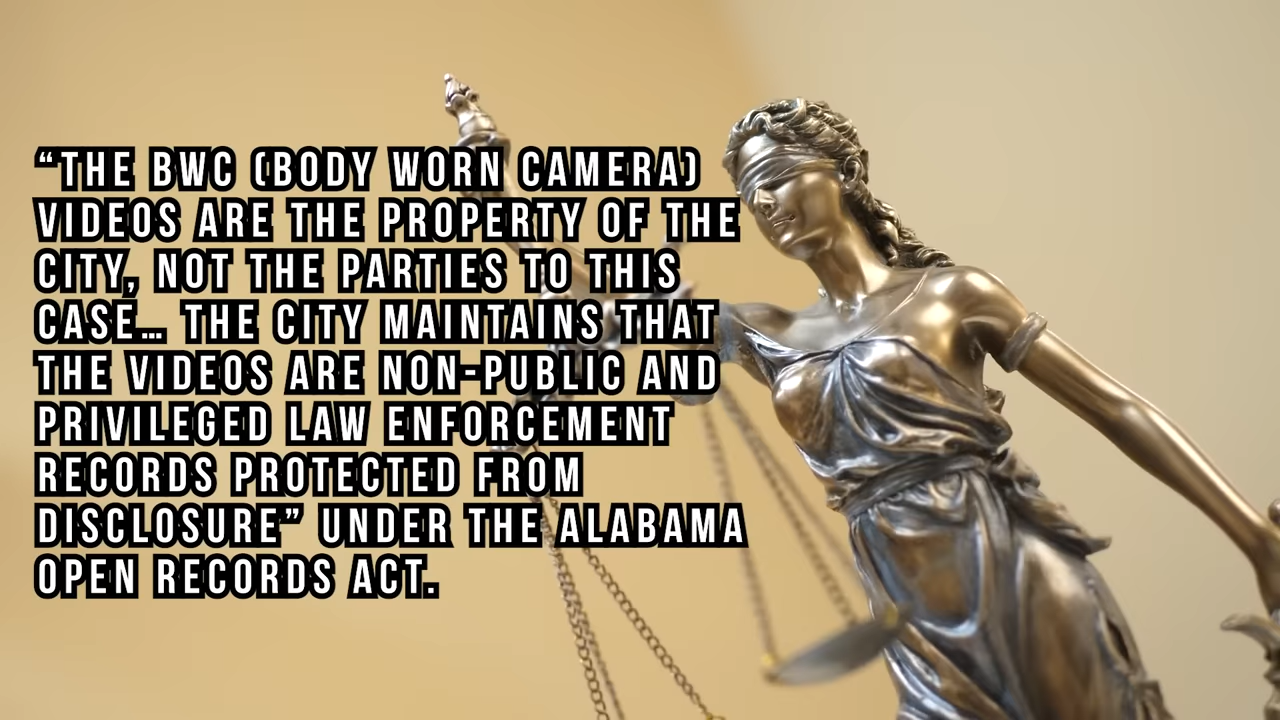 “THE BWC (BODY WORN CAMERA)
VIDEOS ARE THE PROPERTY OF THE
CITY, NOT THE PARTIES TO THIS
CASE… THE CITY MAINTAINS THAT
THE VIDEOS ARE NON-PUBLIC AND
PRIVILEGED LAW ENFORCEMENT
RECORDS PROTECTED FROM
DISCLOSURE” UNDER THE ALABAMA
OPEN RECORDS ACT.